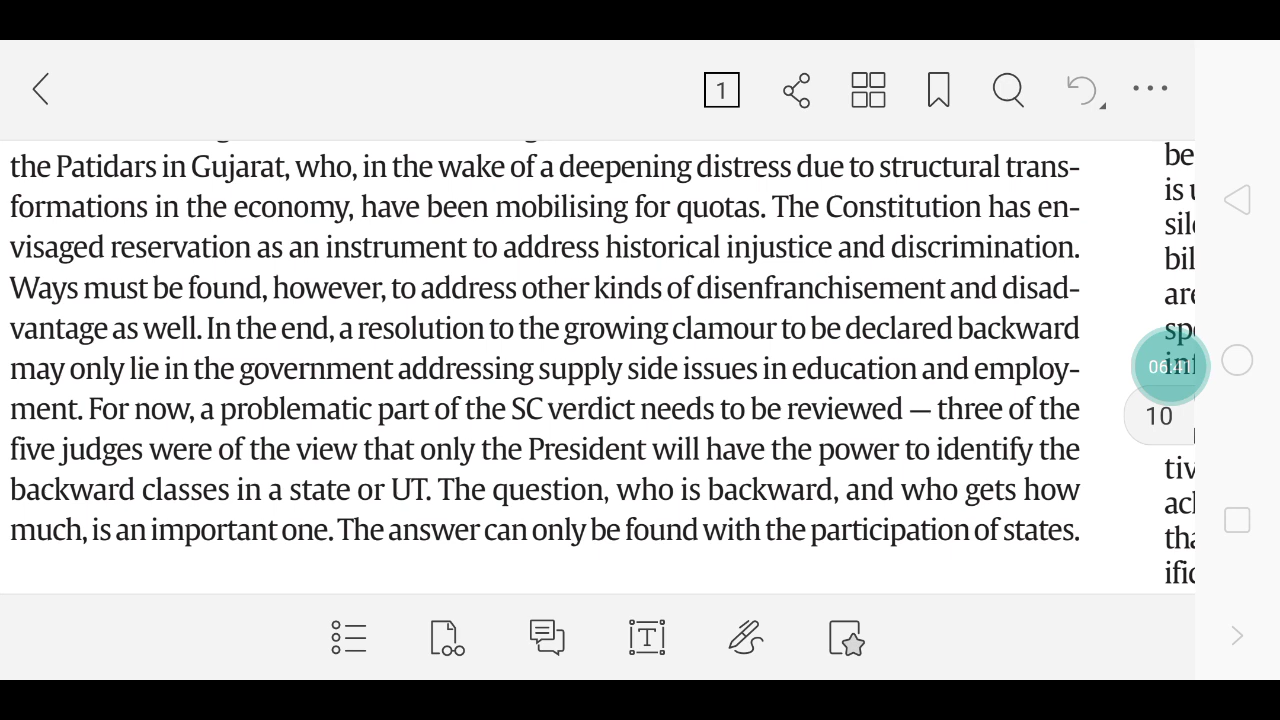 1
the Patidars in Gujarat, who, in the wake of a deepening distress due to structural trans-
formations in the economy, have been mobilising for quotas. The Constitution has en-
visaged reservation as an instrument to address historical injustice and discrimination.
Ways must be found, however, to address other kinds of disenfranchisement and disad-
vantage as well. In the end, a resolution to the growing clamour to be declared backward
may only lie in the government addressing supply side issues in education and employ-
ment. For now, a problematic part of the SC verdict needs to be reviewed — three of the
five judges were of the view that only the President will have the power to identify the
backward classes in a state or UT. The question, who is backward, and who gets how
much, is an important one. The answer can only be found with the participation of states.
be
is
06:41
10
T